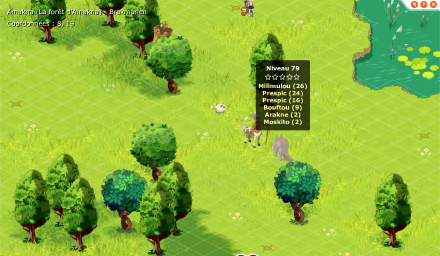 Amakna (La forêt d'Amakna) - Brakmarien
Coordonnées : 8, 19
Niveau 79
Milimulou (26)
Prespic (24)
Prespic (16)
Bouftou (9)
Arakne (2)
Moskito (2)